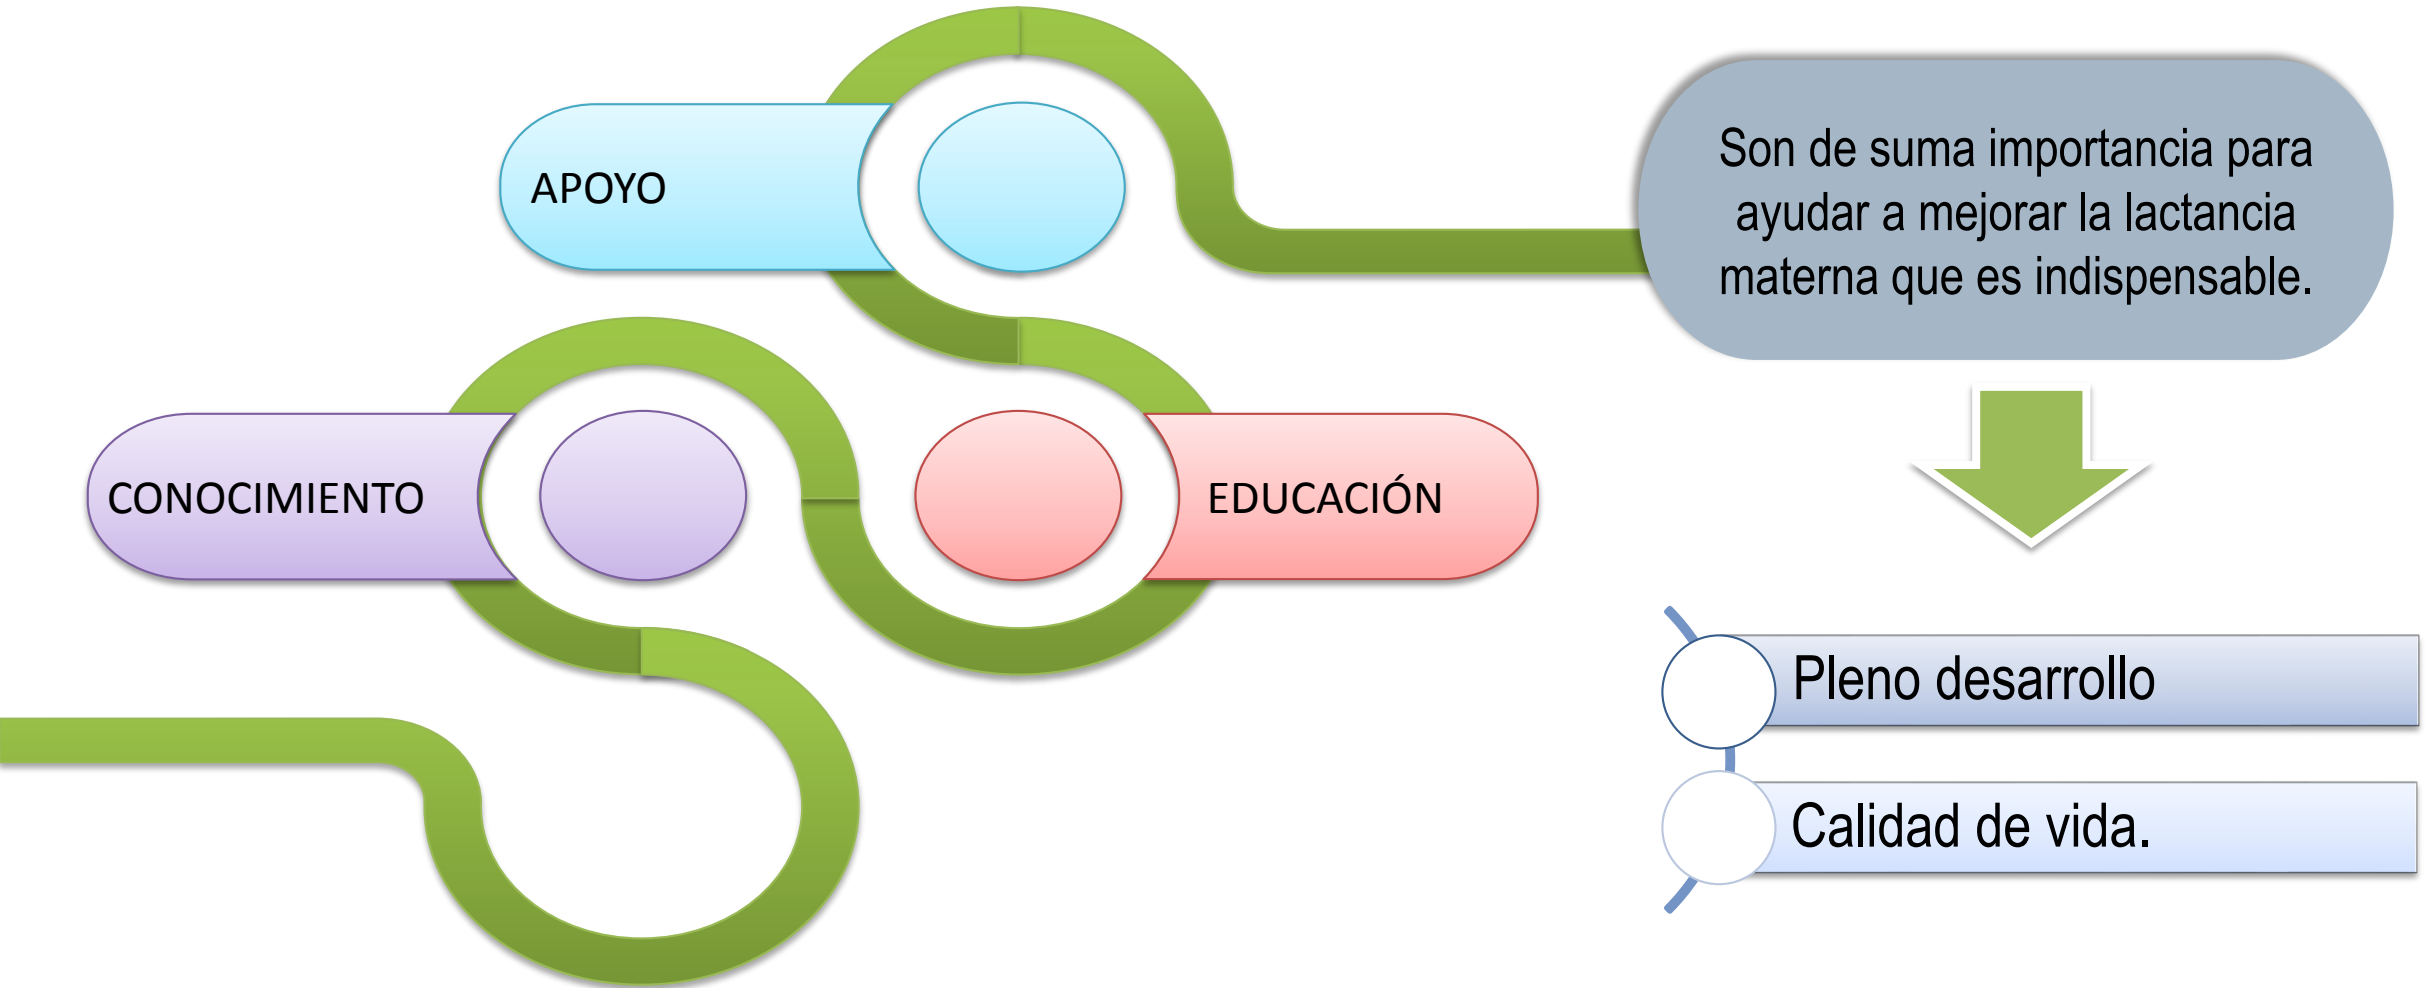 APOYO
CONOCIMIENTO
EDUCACIÓN
Son de suma importancia para
ayudar a mejorar la lactancia
materna que es indispensable.
Pleno desarrollo
Calidad de vida.